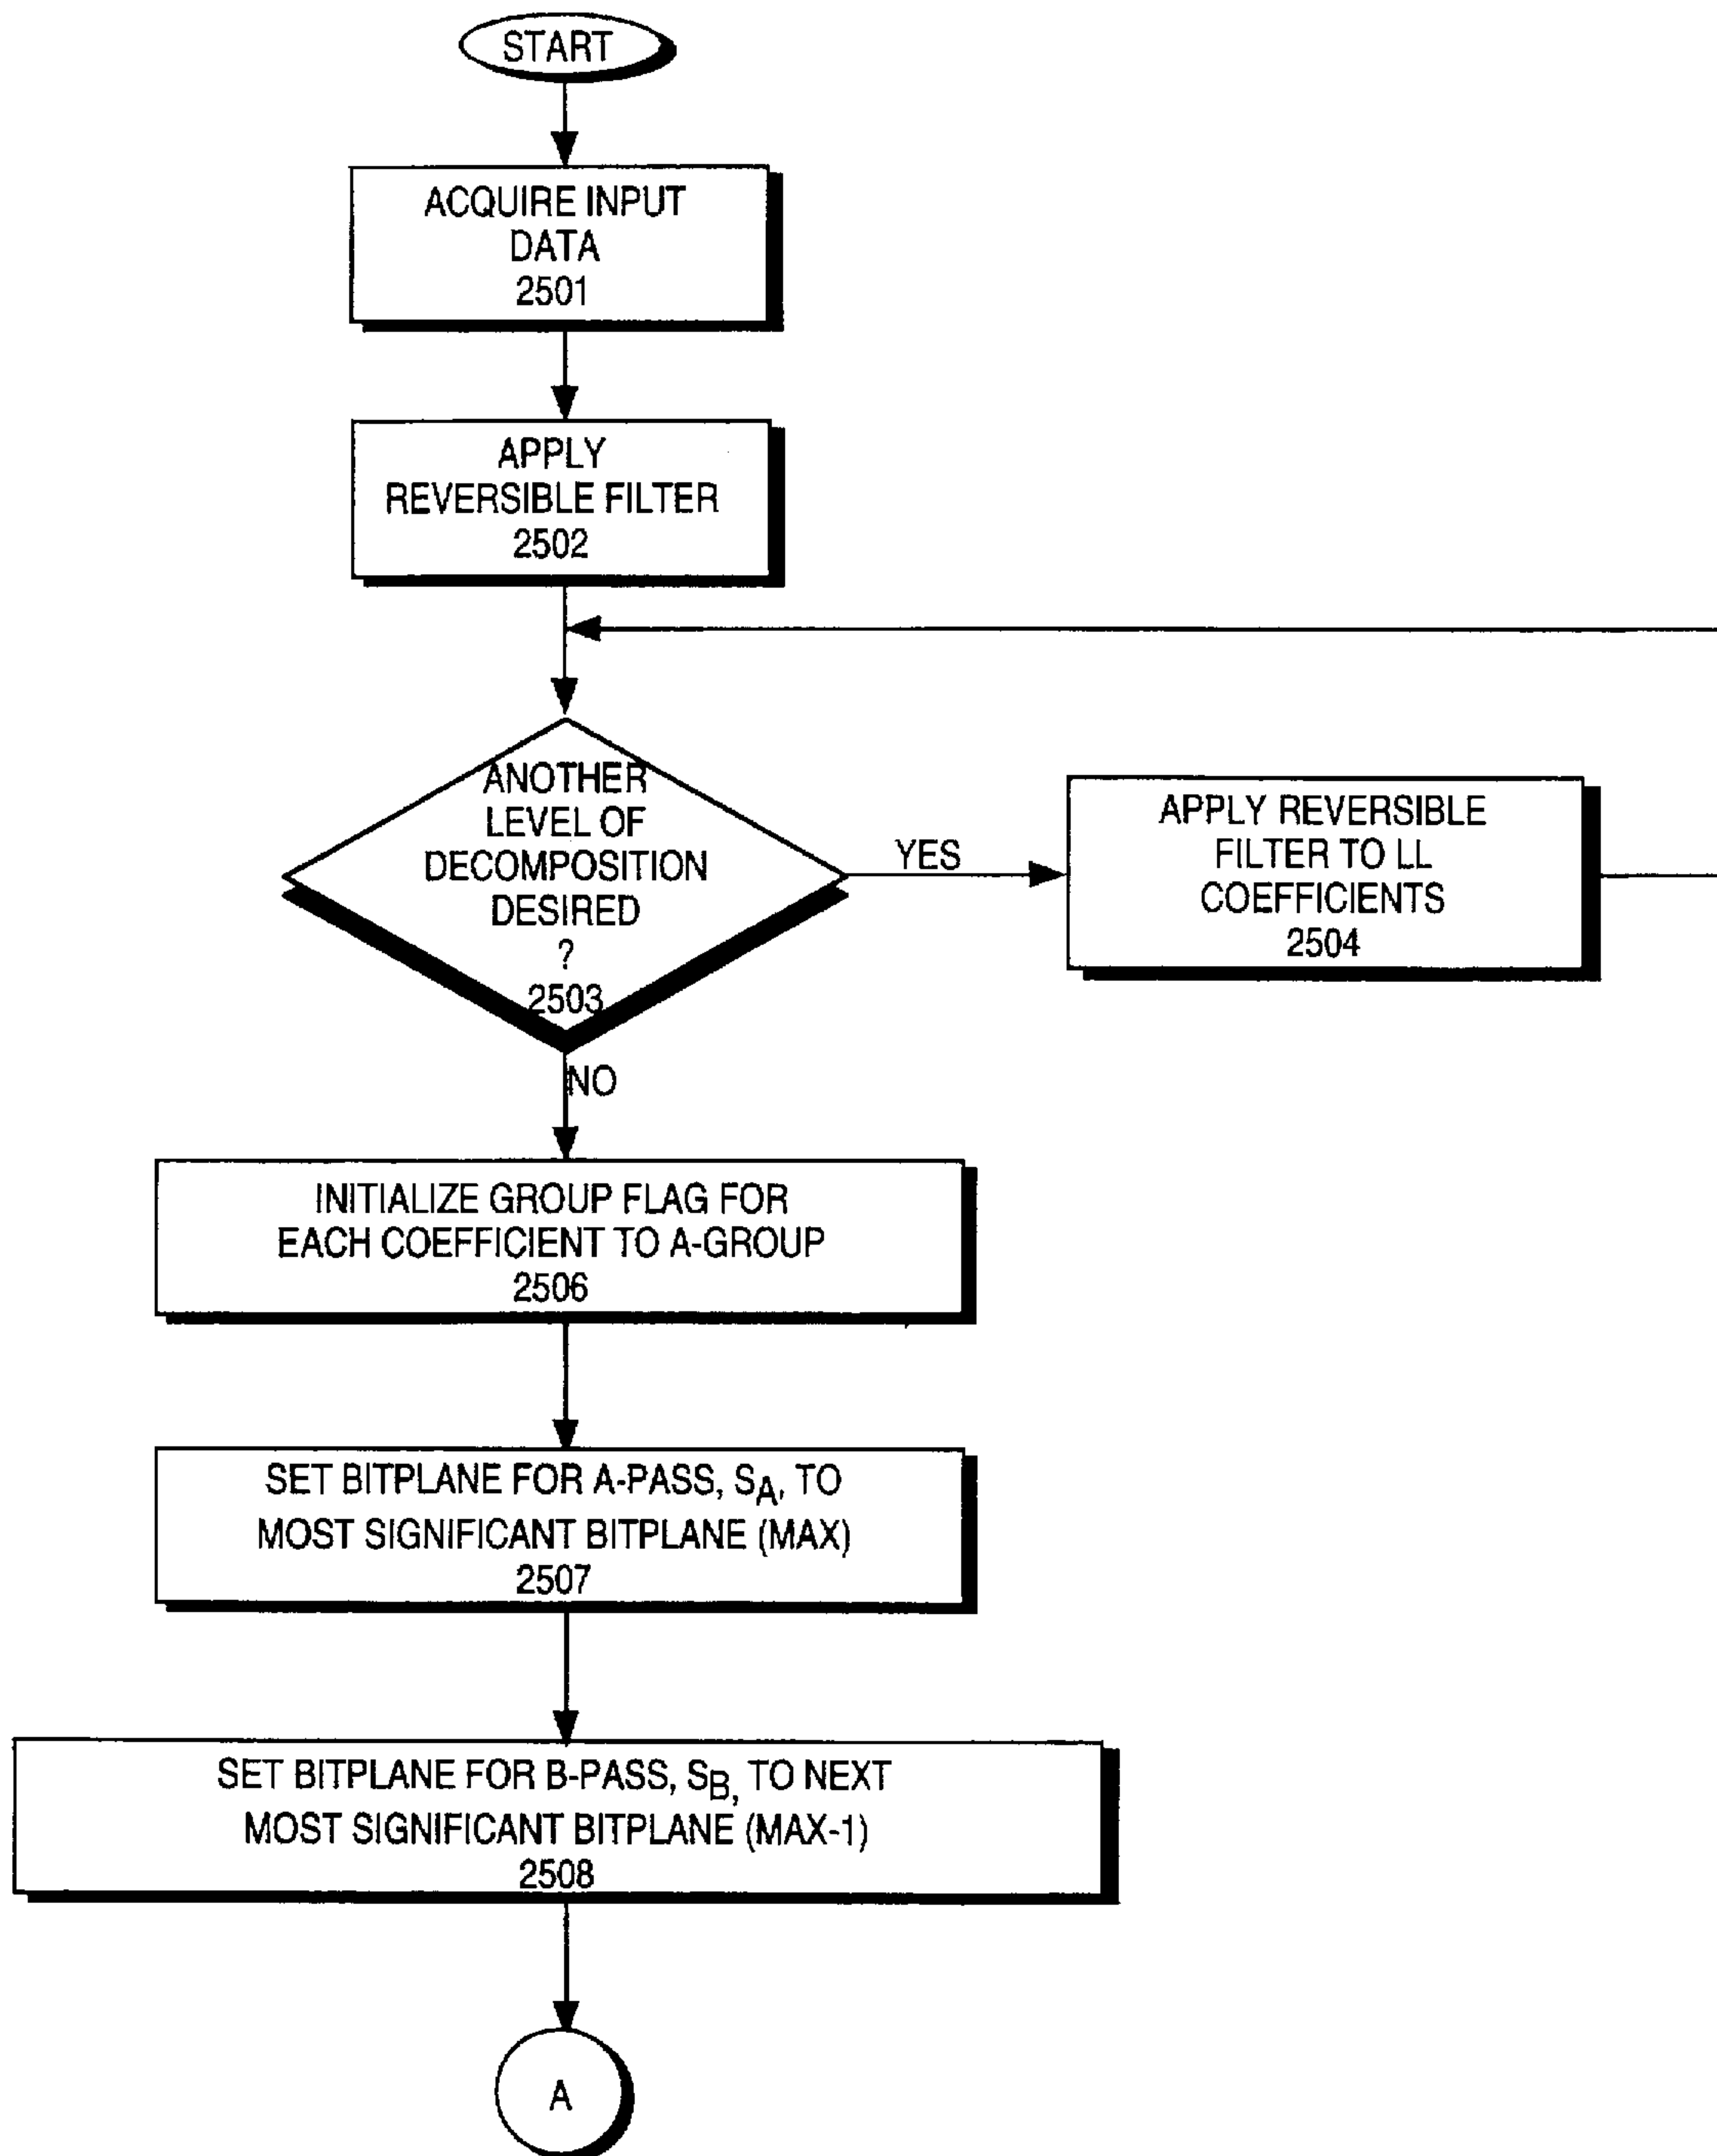 START
ACQUIRE INPUT
DATA
2501
APPLY
REVERSIBLE FILTER
2502
ANOTHER
LEVEL OF
DECOMPOSITION
DESIRED
?
2503
YES
APPLY REVERSIBLE
FILTER TO LL
COEFFICIENTS
2504
NO
INITIALIZE GROUP FLAG FOR
EACH COEFFICIENT TO A-GROUP
2506
SET BITPLANE FOR A-PASS, SA, TO
MOST SIGNIFICANT BITPLANE (MAX)
2507
SET BITPLANE FOR B-PASS, SB, TO NEXT
MOST SIGNIFICANT BITPLANE (MAX-1)
2508
A